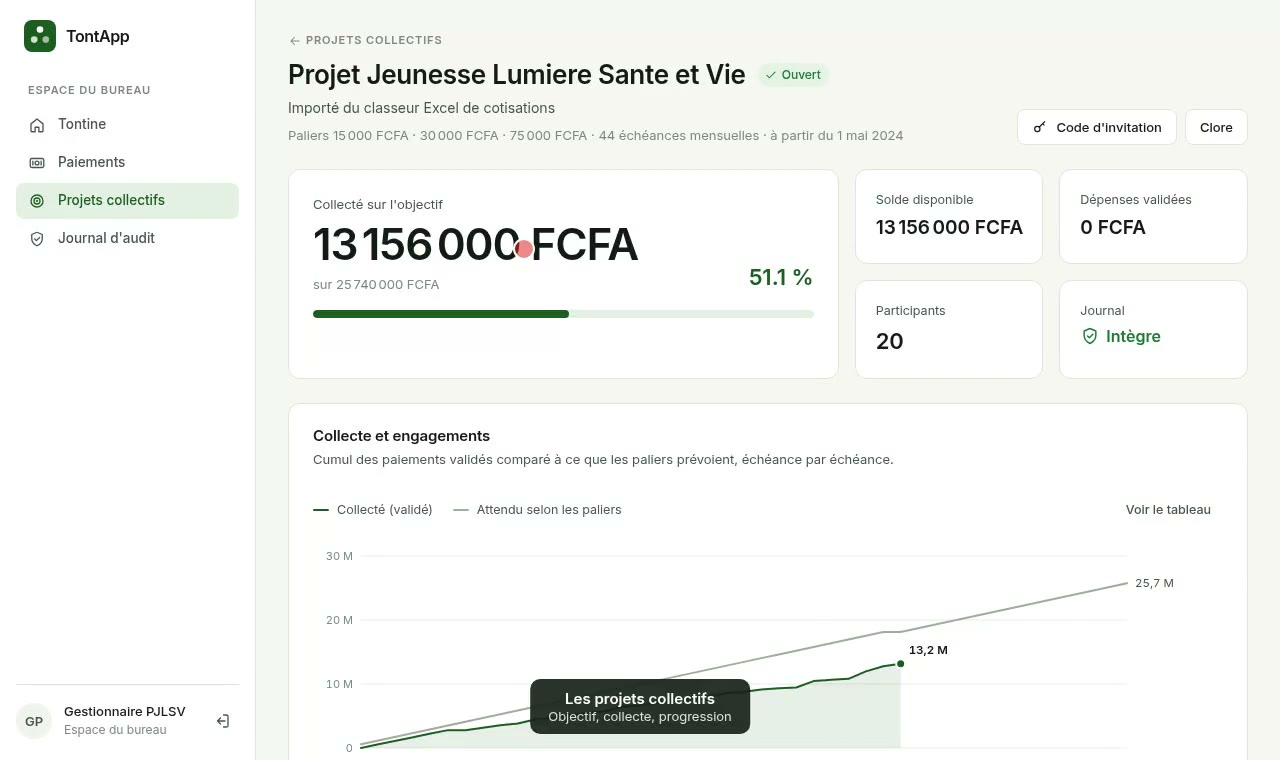 TontApp
ESPACE DU BUREAU
Tontine
Paiements
Projets collectifs
Journal d'audit
GP
Gestionnaire PJLSV
Espace du bureau
← PROJETS COLLECTIFS
Projet Jeunesse Lumiere Sante et Vie
Ouvert
Importé du classeur Excel de cotisations
Paliers 15 000 FCFA · 30 000 FCFA · 75 000 FCFA · 44 échéances mensuelles · à partir du 1 mai 2024
Code d'invitation
Clore
Collecté sur l'objectif
13 156 000 FCFA
sur 25 740 000 FCFA
51.1 %
Solde disponible
13 156 000 FCFA
Dépenses validées
0 FCFA
Participants
20
Journal
Intègre
Collecte et engagements
Cumul des paiements validés comparé à ce que les paliers prévoient, échéance par échéance.
Collecté (validé)
Attendu selon les paliers
Voir le tableau
30 M
25,7 M
20 M
13,2 M
10 M
0
Les projets collectifs
Objectif, collecte, progression